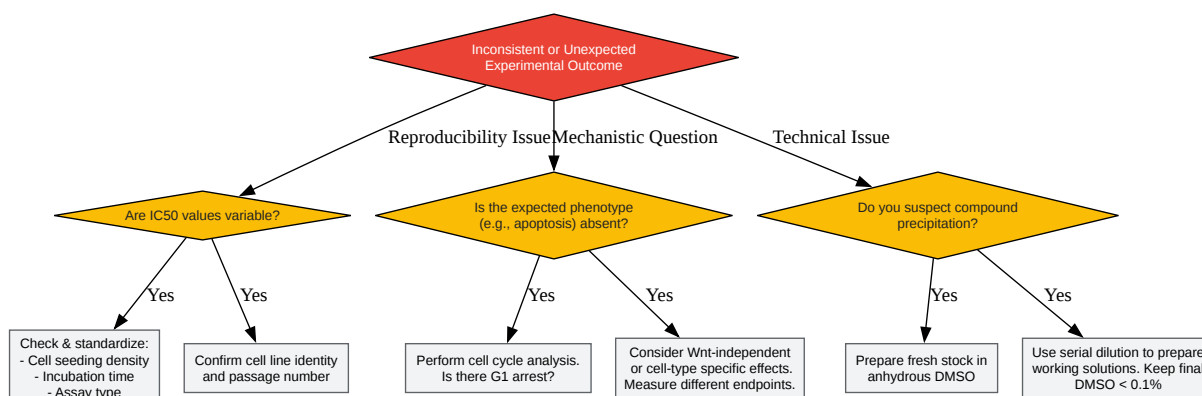 Inconsistent or Unexpected
Experimental Outcome
Reproducibility Issue
Mechanistic Question
Technical Issue
Are IC50 values variable?
Is the expected phenotype
(e.g., apoptosis) absent?
Do you suspect compound
precipitation?
Yes
Yes
Yes
Yes
Yes
Yes
Check & standardize:
- Cell seeding density
- Incubation time
- Assay type
Confirm cell line identity
and passage number
Perform cell cycle analysis.
Is there G1 arrest?
Consider Wnt-independent
or cell-type specific effects.
Measure different endpoints.
Prepare fresh stock in
anhydrous DMSO
Use serial dilution to prepare
working solutions. Keep final
DMSO < 0.1%